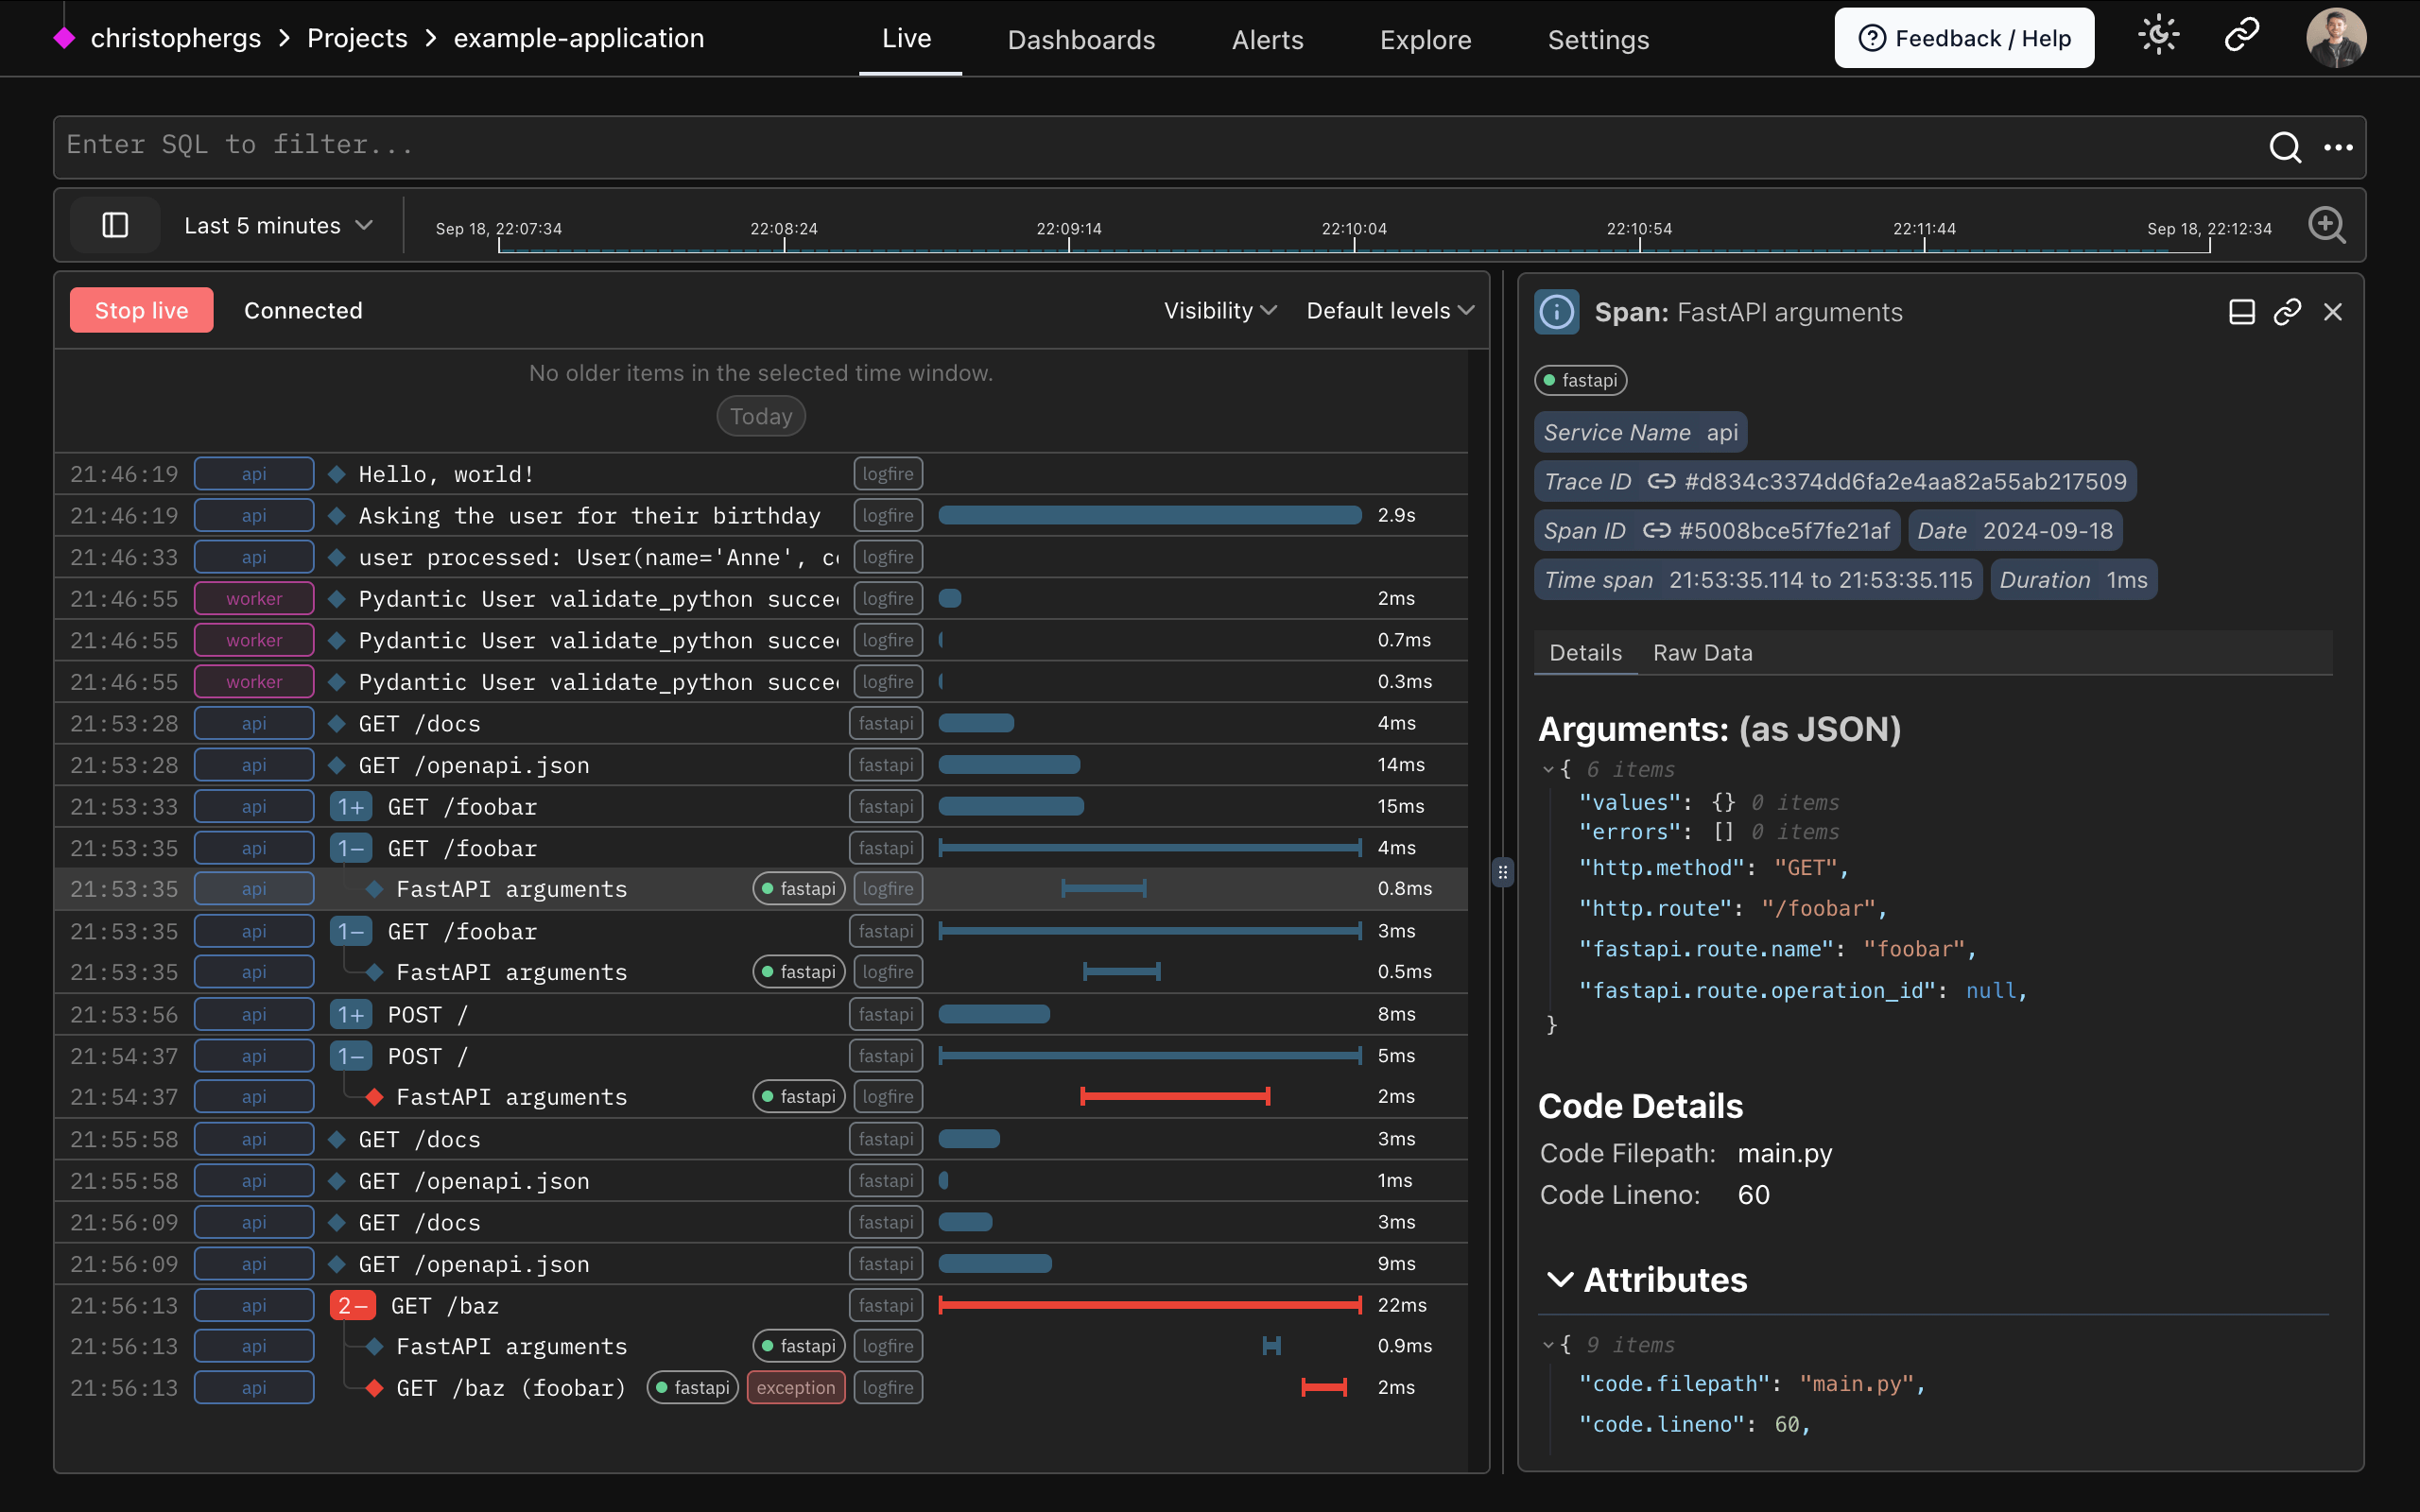 christophergs > Projects > example-application
Live Dashboards Alerts Explore Settings
Feedback / Help
Enter SQL to filter...
Last 5 minutes
Sep 18, 22:07:34 22:08:24 22:09:14 22:10:04 22:10:54 22:11:44 Sep 18, 22:12:34
Stop live Connected Visibility Default levels
No older items in the selected time window.
Today
21:46:19 api Hello, world! logfire
21:46:19 api Asking the user for their birthday logfire 2.9s
21:46:33 api user processed: User(name='Anne', logfire
21:46:55 worker Pydantic User validate_python logfire 2ms
21:46:55 worker Pydantic User validate_python logfire 0.7ms
21:46:55 worker Pydantic User validate_python logfire 0.3ms
21:53:28 api GET /docs fastapi 4ms
21:53:28 api GET /openapi.json fastapi 14ms
21:53:33 api 1+ GET /foobar fastapi 15ms
21:53:35 api 1– GET /foobar fastapi 4ms
21:53:35 api FastAPI arguments fastapi logfire 0.8ms
21:53:35 api 1– GET /foobar fastapi 3ms
21:53:35 api FastAPI arguments fastapi logfire 0.5ms
21:53:56 api 1+ POST / fastapi 8ms
21:54:37 api 1– POST / fastapi 5ms
21:54:37 api FastAPI arguments fastapi logfire 2ms
21:55:58 api GET /docs fastapi 3ms
21:55:58 api GET /openapi.json fastapi 1ms
21:56:09 api GET /docs fastapi 3ms
21:56:09 api GET /openapi.json fastapi 9ms
21:56:13 api 2– GET /baz fastapi 22ms
21:56:13 api FastAPI arguments fastapi logfire 0.9ms
21:56:13 api GET /baz (foobar) fastapi exception logfire 2ms
Span: FastAPI arguments
fastapi
Service Name api
Trace ID #d834c3374dd6fa2e4aa82a55ab217509
Span ID #5008bce5f7fe21af Date 2024-09-18
Time span 21:53:35.114 to 21:53:35.115 Duration 1ms
Details Raw Data
Arguments: (as JSON)
{ 6 items
"values": {} 0 items
"errors": [] 0 items
"http.method": "GET",
"http.route": "/foobar",
"fastapi.route.name": "foobar",
"fastapi.route.operation_id": null,
}
Code Details
Code Filepath: main.py
Code Lineno: 60
Attributes
{ 9 items
"code.filepath": "main.py",
"code.lineno": 60,